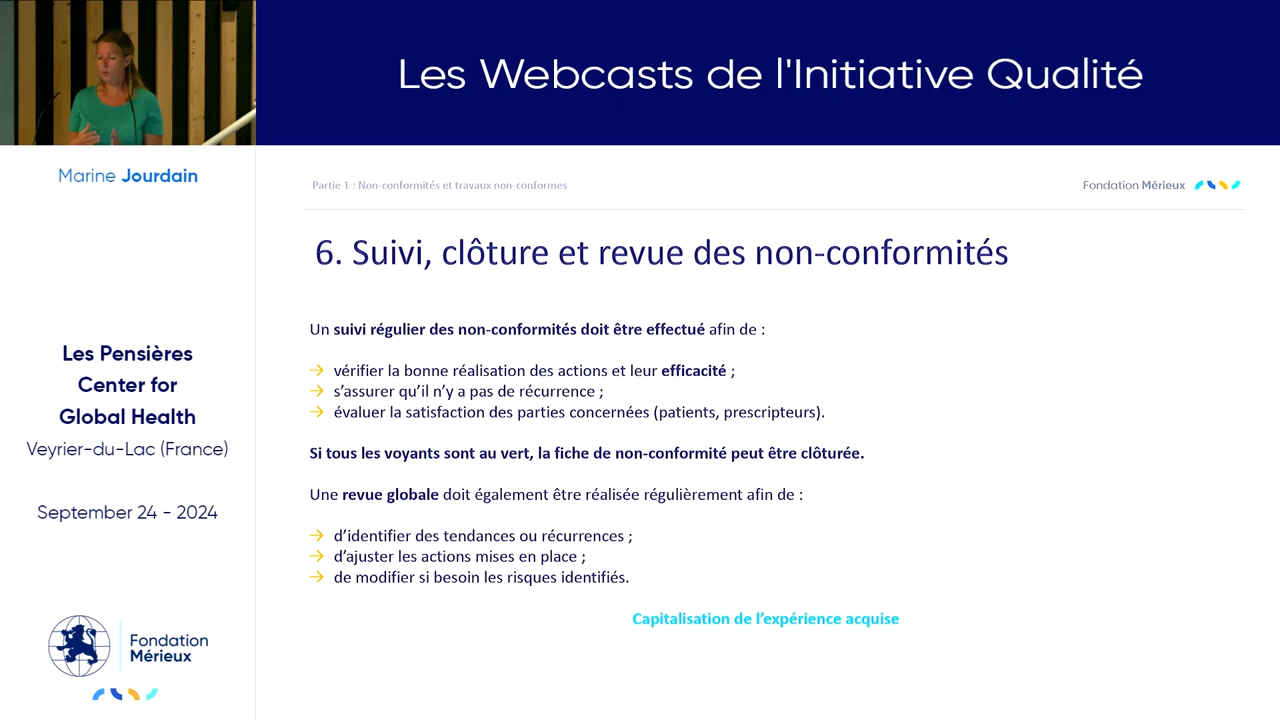 Les Webcasts de l'Initiative Qualité
Marine Jourdain
Les Pensières
Center for
Global Health
Veyrier-du-Lac (France)
September 24 - 2024
Fondation
Mérieux
Partie 1 : Non-conformités et travaux non-conformes
Fondation Mérieux
6. Suivi, clôture et revue des non-conformités
Un suivi régulier des non-conformités doit être effectué afin de :
→ vérifier la bonne réalisation des actions et leur efficacité ;
→ s’assurer qu’il n’y a pas de récurrence ;
→ évaluer la satisfaction des parties concernées (patients, prescripteurs).
Si tous les voyants sont au vert, la fiche de non-conformité peut être clôturée.
Une revue globale doit également être réalisée régulièrement afin de :
→ d’identifier des tendances ou récurrences ;
→ d’ajuster les actions mises en place ;
→ de modifier si besoin les risques identifiés.
Capitalisation de l’expérience acquise